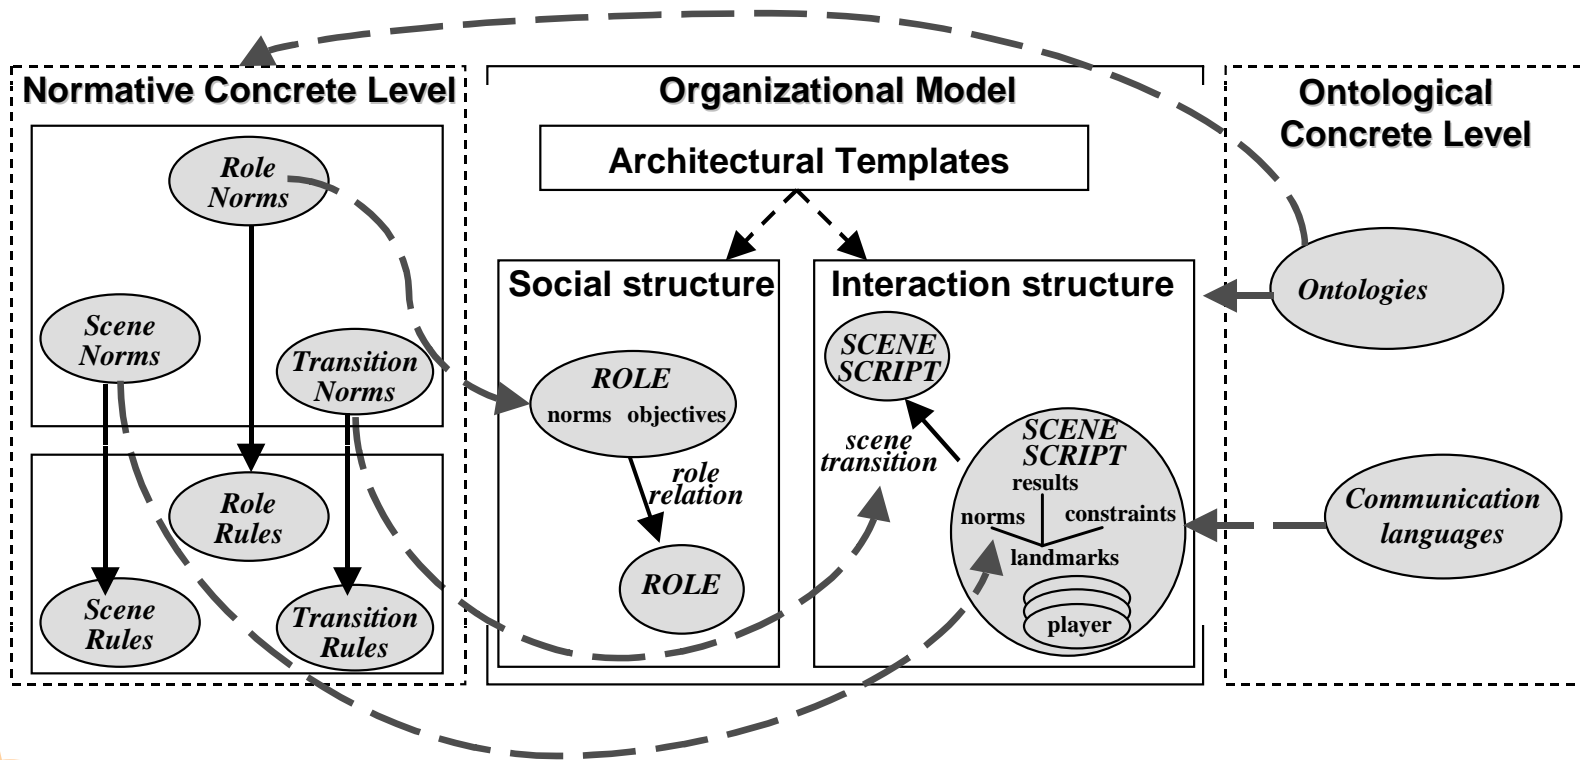 Normative Concrete Level
Role
Norms
Scene
Norms
Transition
Norms
Role
Rules
Scene
Rules
Transition
Rules
Organizational Model
Architectural Templates
Social structure
ROLE
norms objectives
role
relation
ROLE
Interaction structure
SCENE
SCRIPT
scene
transition
SCENE
SCRIPT
results
norms constraints
landmarks
player
Ontological
Concrete Level
Ontologies
Communication
languages